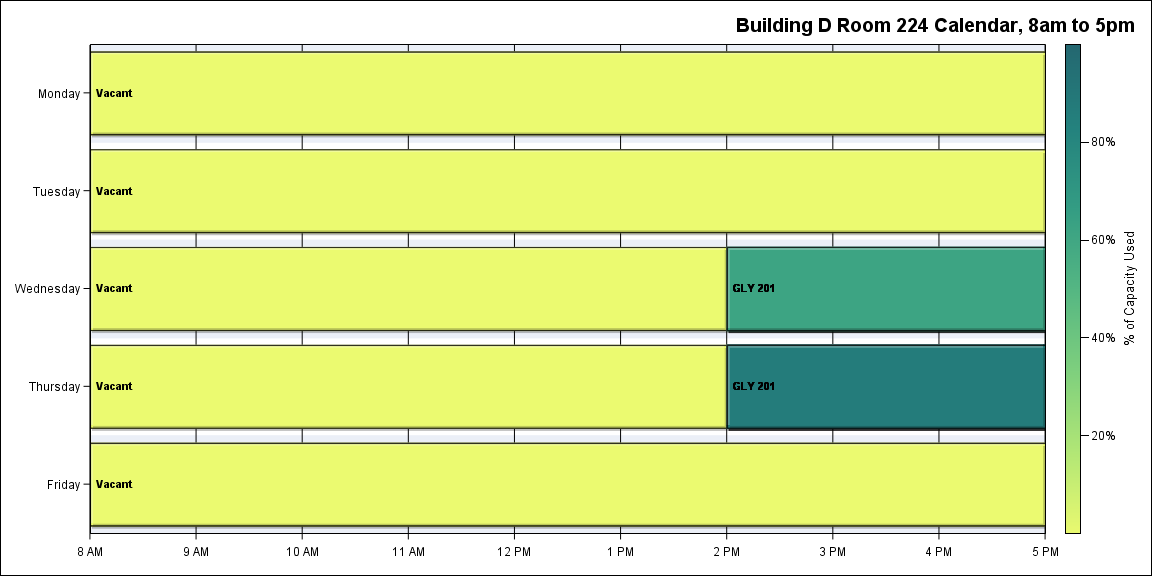 Building D Room 224 Calendar, 8am to 5pm
Monday
Vacant
Tuesday
Vacant
Wednesday
Vacant
GLY 201
Thursday
Vacant
GLY 201
Friday
Vacant
8 AM
9 AM
10 AM
11 AM
12 PM
1 PM
2 PM
3 PM
4 PM
5 PM
80%
60%
40%
20%
% of Capacity Used